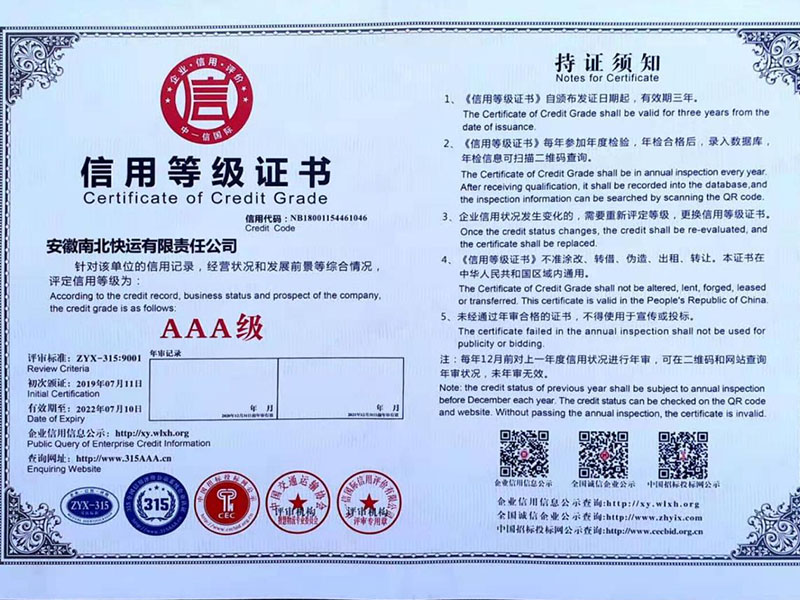 企业·信用·评价
信
中一信国际
信用等级证书
Certificate of Credit Grade
信用代码：NB18001154461046
Credit Code
安徽南北快运有限责任公司
针对该单位的信用记录，经营状况和发展前景等综合情况，
评定信用等级为：
According to the credit record, business status and prospect of the company,
the credit grade is as follows:
AAA级
评审标准：ZYX-315:9001
Review Criteria
初次颁证：2019年07月11日
Initial Certification
有效期至：2022年07月10日
Date of Expiry
年审记录
年 月
年 月
企业信用信息公示：http://xy.wlxh.org
Public Query of Enterprise Credit Information
查询网址：http://www.315AAA.cn
Enquiring Website
ZYX-315
315
CEC
中国交通运输协会
评审机构
国际信用评价有限公司
评审机构
评审专用章
持证须知
Notes for Certificate
1、《信用等级证书》自颁布发证日期起，有效期三年。
The Certificate of Credit Grade shall be valid for three years from the
date of issuance.
2、《信用等级证书》每年参加年度检验，年检合格后，录入数据库，
年检信息可扫描二维码查询。
The Certificate of Credit Grade shall be in annual inspection every year.
After receiving qualification, it shall be recorded into the database,and
the inspection information can be searched by scanning the QR code.
3、企业信用状况发生变化的，需要重新评定等级，更换信用等级证书。
Once the credit status changes, the credit shall be re-evaluated, and
the certificate shall be replaced.
4、《信用等级证书》不准涂改、转借、伪造、出租、转让。本证书在
中华人民共和国区域内通用。
The Certificate of Credit Grade shall not be altered, lent, forged, leased
or transferred. This certificate is valid in the People's Republic of China.
5、未经通过年审合格的证书，不得使用于宣传或投标。
The certificate failed in the annual inspection shall not be used for
publicity or bidding.
注：每年12月前对上一年度信用状况进行年审，可在二维码和网站查询
年审状况，未年审无效。
Note: the credit status of previous year shall be subject to annual inspection
before December each year. The credit status can be checked on the QR code
and website. Without passing the annual inspection, the certificate is invalid.
企业信用信息公示
全国诚信企业公示
中国招标投标网公示
企业信用信息公示查询:http://xy.wlxh.org
全国诚信企业公示查询:http://www.zhyix.com
中国招标投标网公示查询:http://www.cecbid.org.cn